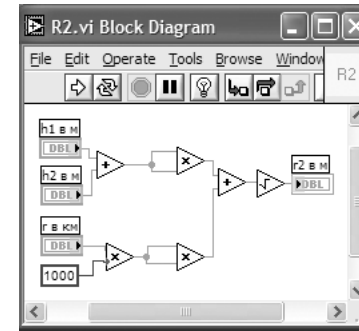 R2.vi Block Diagram
File Edit Operate Tools Browse Window
R2
h1 в м
DBL
h2 в м
DBL
r в км
DBL
1000
r2 в м
DBL